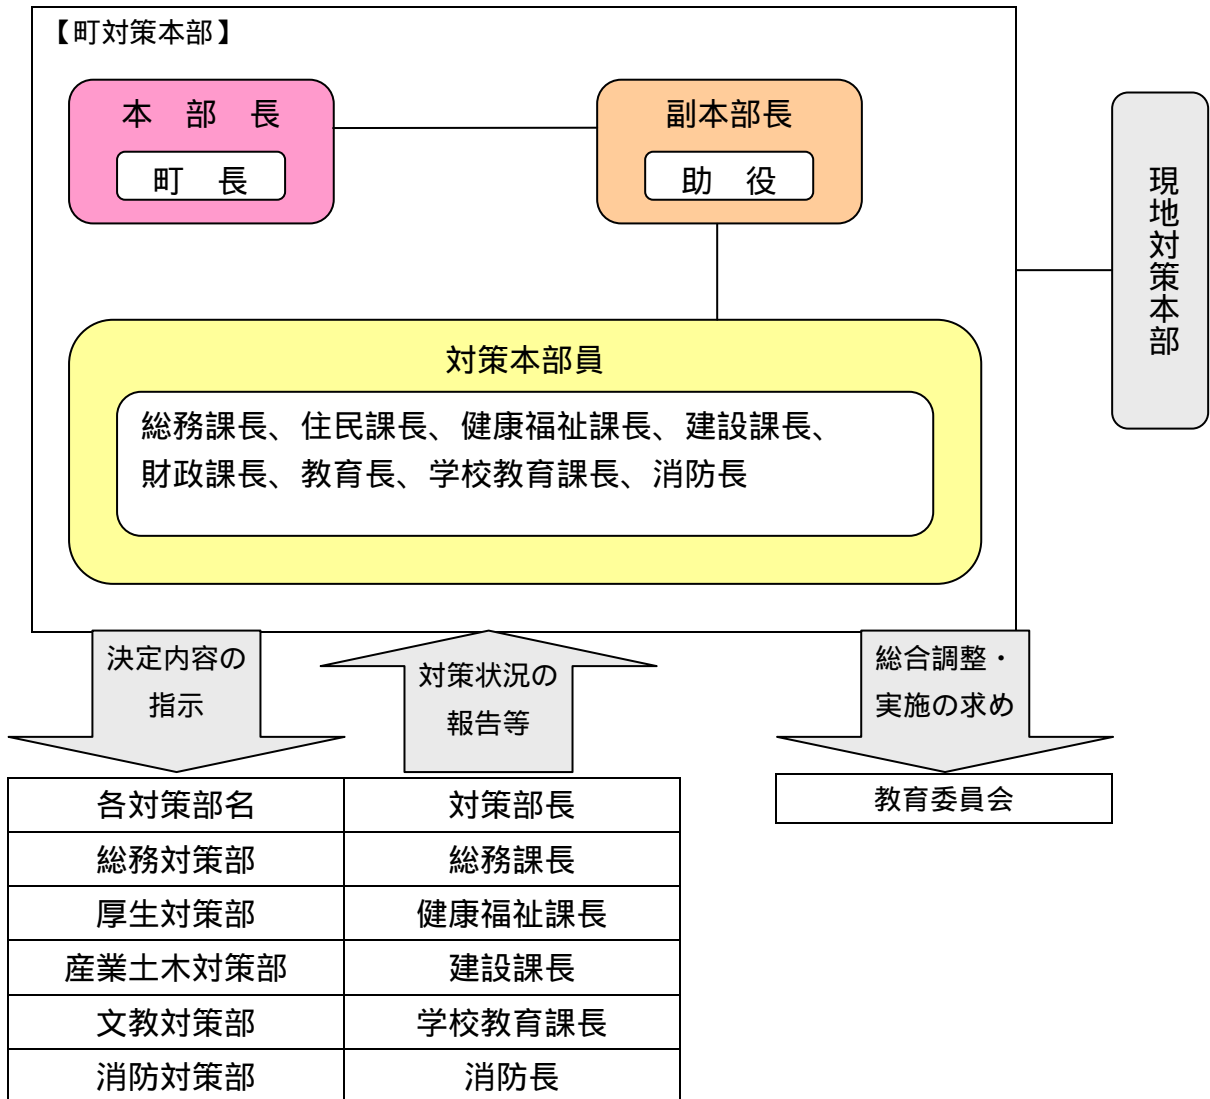 【町対策本部】
本　部　長
町　長
副本部長
助　役
現地対策本部
対策本部員
総務課長、住民課長、健康福祉課長、建設課長、
財政課長、教育長、学校教育課長、消防長
決定内容の
指示
対策状況の
報告等
総合調整・
実施の求め
教育委員会
各対策部名　対策部長
総務対策部　総務課長
厚生対策部　健康福祉課長
産業土木対策部　建設課長
文教対策部　学校教育課長
消防対策部　消防長